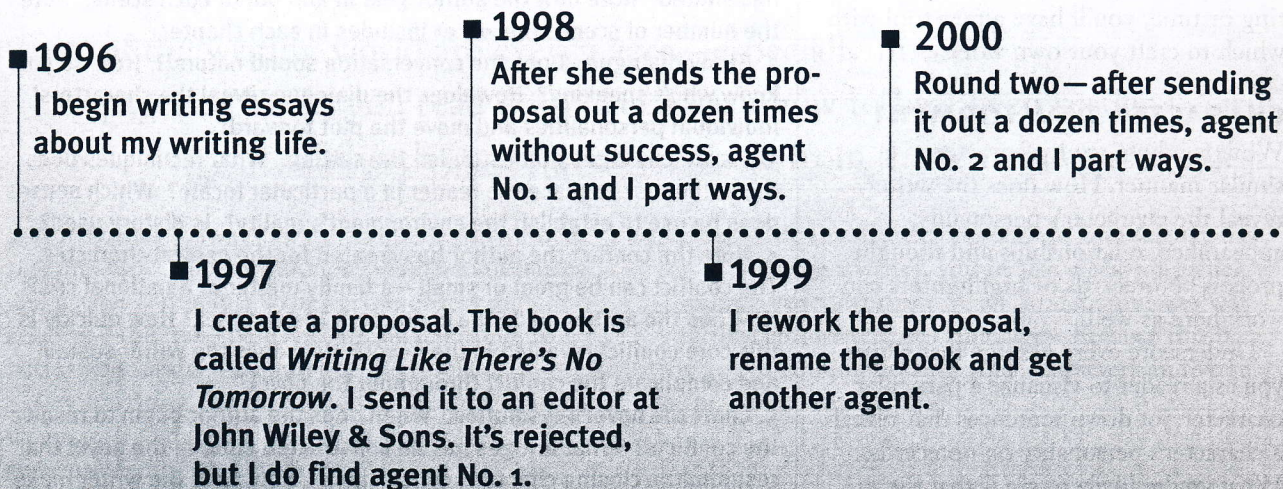 1996
I begin writing essays
about my writing life.
1997
I create a proposal. The book is
called Writing Like There's No
Tomorrow. I send it to an editor at
John Wiley & Sons. It's rejected,
but I do find agent No. 1.
1998
After she sends the pro-
posal out a dozen times
without success, agent
No. 1 and I part ways.
1999
I rework the proposal,
rename the book and get
another agent.
2000
Round two—after sending
it out a dozen times, agent
No. 2 and I part ways.